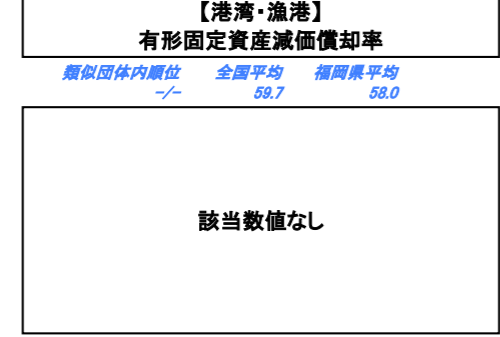 【港湾・漁港】
有形固定資産減価償却率
類似団体内順位 全国平均 福岡県平均
-/- 59.7 58.0
該当数値なし